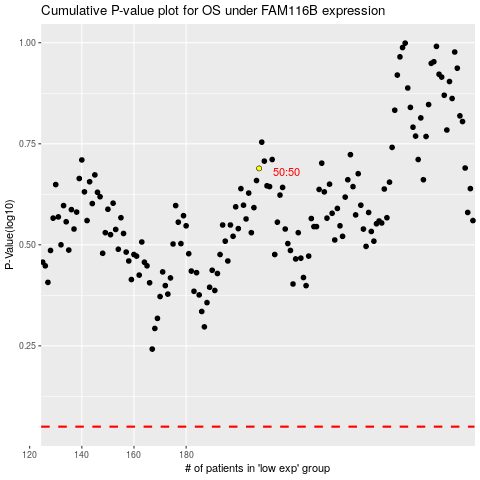 Cumulative P-value plot for OS under FAM116B expression
P-Value(log10)
1.00
0.75
0.50
0.25
50:50
120 140 160 180
# of patients in 'low exp' group